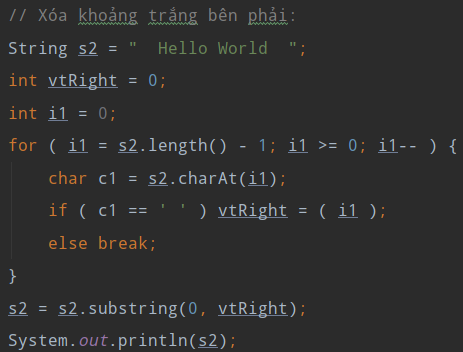 // Xóa khoảng trắng bên phải:
String s2 = "  Hello World  ";
int vtRight = 0;
int i1 = 0;
for ( i1 = s2.length() - 1; i1 >= 0; i1-- ) {
    char c1 = s2.charAt(i1);
    if ( c1 == ' ' ) vtRight = ( i1 );
    else break;
}
s2 = s2.substring(0, vtRight);
System.out.println(s2);